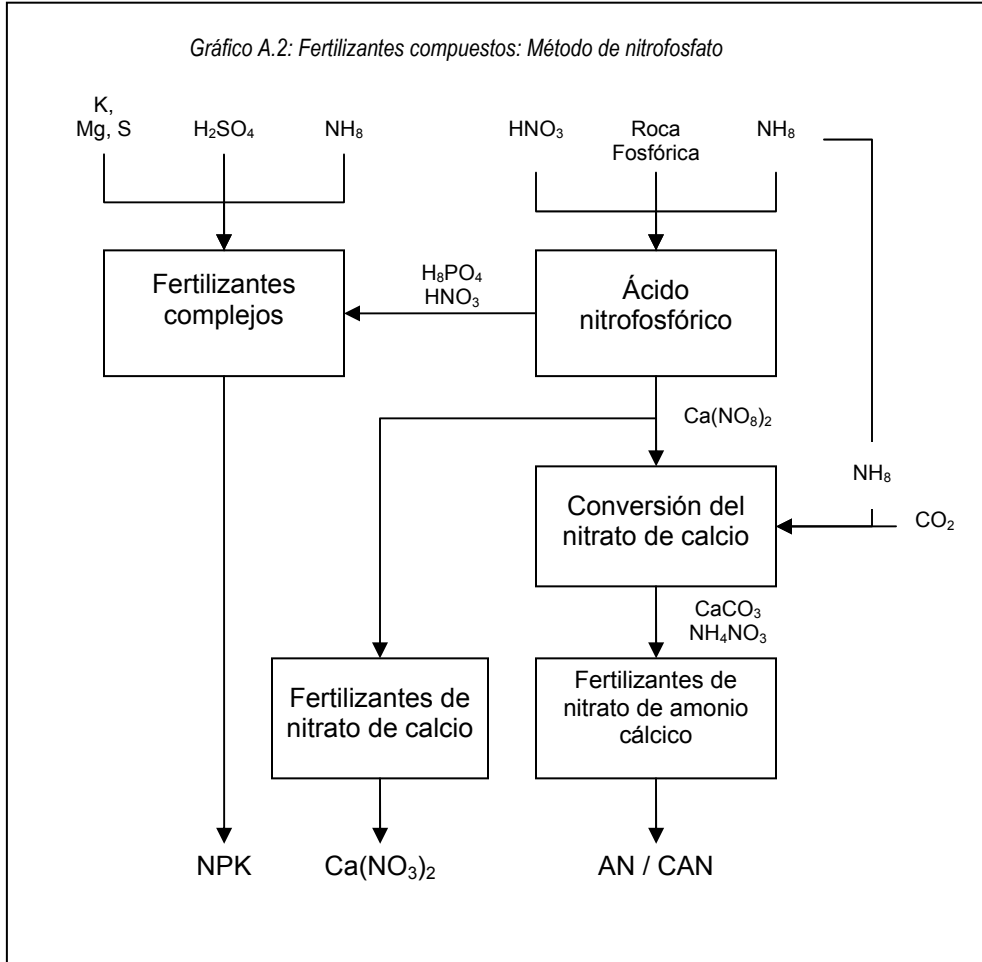 Gráfico A.2: Fertilizantes compuestos: Método de nitrofosfato
K,
Mg, S
H₂SO₄
NH₈
HNO₃
Roca
Fosfórica
NH₈
Fertilizantes
complejos
H₈PO₄
HNO₃
Ácido
nitrofosfórico
Ca(NO₈)₂
NH₈
CO₂
Conversión del
nitrato de calcio
CaCO₃
NH₄NO₃
Fertilizantes de
nitrato de calcio
Fertilizantes de
nitrato de amonio
cálcico
NPK
Ca(NO₃)₂
AN / CAN